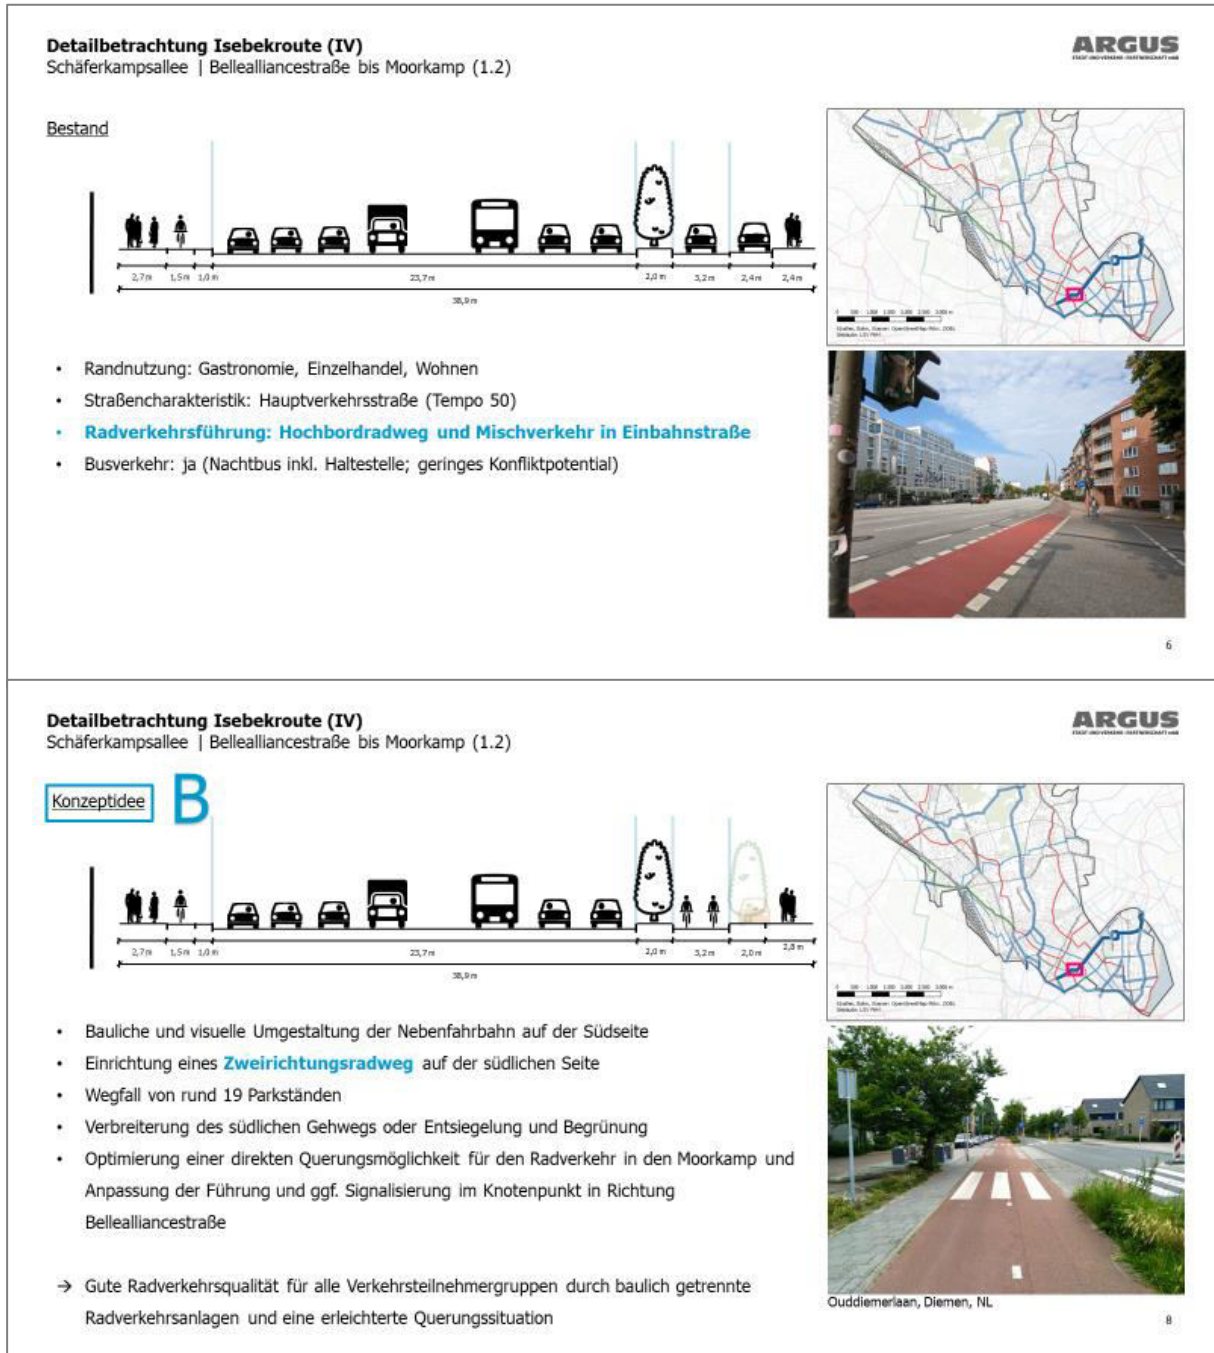 Detailbetrachtung Isebekroute (IV)
Schäferkampsallee | Bellealliancestraße bis Moorkamp (1.2)
ARGUS
Bestand
2,7 m 1,5 m 1,0 m 23,7 m 2,0 m 3,2 m 2,4 m 2,4 m
38,9 m
• Randnutzung: Gastronomie, Einzelhandel, Wohnen
• Straßencharakteristik: Hauptverkehrsstraße (Tempo 50)
• Radverkehrsführung: Hochbordradweg und Mischverkehr in Einbahnstraße
• Busverkehr: ja (Nachtbus inkl. Haltestelle; geringes Konfliktpotential)
6
Detailbetrachtung Isebekroute (IV)
Schäferkampsallee | Bellealliancestraße bis Moorkamp (1.2)
ARGUS
Konzeptidee B
2,7 m 1,5 m 1,0 m 23,7 m 2,0 m 3,2 m 2,0 m 2,8 m
38,9 m
• Bauliche und visuelle Umgestaltung der Nebenfahrbahn auf der Südseite
• Einrichtung eines Zweirichtungsradweg auf der südlichen Seite
• Wegfall von rund 19 Parkständen
• Verbreiterung des südlichen Gehwegs oder Entsiegelung und Begrünung
• Optimierung einer direkten Querungsmöglichkeit für den Radverkehr in den Moorkamp und
Anpassung der Führung und ggf. Signalisierung im Knotenpunkt in Richtung
Bellealliancestraße
→ Gute Radverkehrsqualität für alle Verkehrsteilnehmergruppen durch baulich getrennte
Radverkehrsanlagen und eine erleichterte Querungssituation
Ouddiemerlaan, Diemen, NL
8